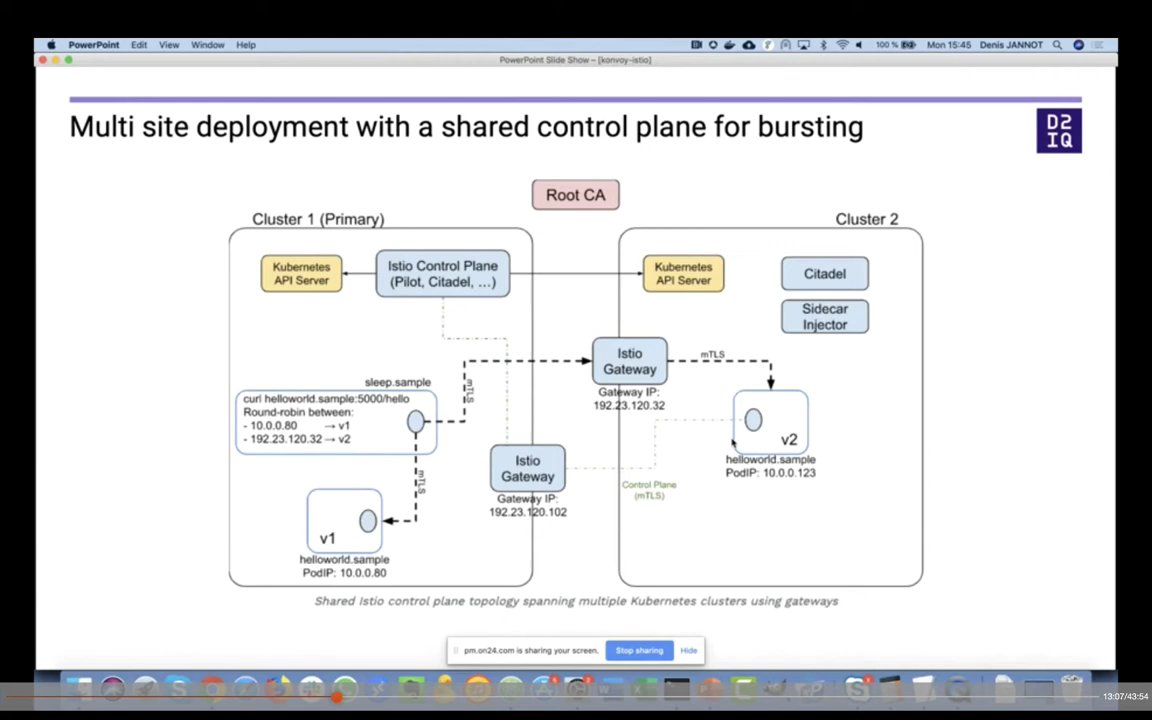 PowerPoint Edit View Window Help
100 % Mon 15:45 Denis JANNOT
PowerPoint Slide Show – [konvoy-istio]
Multi site deployment with a shared control plane for bursting
D2
IQ
Root CA
Cluster 1 (Primary)
Cluster 2
Kubernetes
API Server
Istio Control Plane
(Pilot, Citadel, ...)
Kubernetes
API Server
Citadel
Sidecar
Injector
Istio
Gateway
mTLS
Gateway IP:
192.23.120.32
sleep.sample
mTLS
curl helloworld.sample:5000/hello
Round-robin between:
- 10.0.0.80 → v1
- 192.23.120.32 → v2
v2
helloworld.sample
PodIP: 10.0.0.123
Istio
Gateway
mTLS
Control Plane
(mTLS)
Gateway IP:
192.23.120.102
v1
helloworld.sample
PodIP: 10.0.0.80
Shared Istio control plane topology spanning multiple Kubernetes clusters using gateways
pm.on24.com is sharing your screen. Stop sharing Hide
13:07/43:54